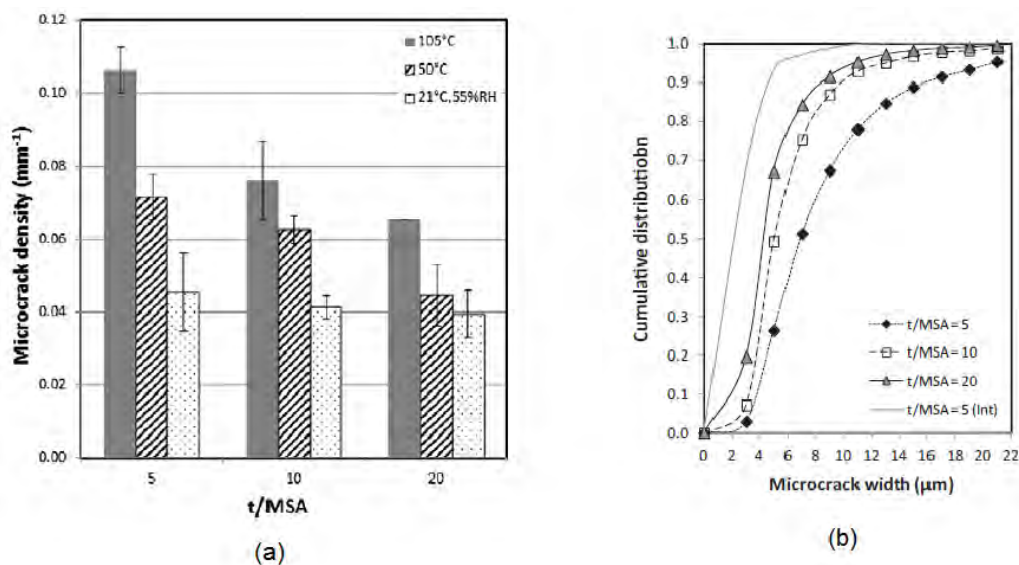 0.12
0.10
0.08
0.06
0.04
0.02
0.00
Microcrack density (mm⁻¹)
105°C
50°C
21°C,55%RH
5
10
20
t/MSA
(a)
1.0
0.9
0.8
0.7
0.6
0.5
0.4
0.3
0.2
0.1
0.0
Cumulative distributiobn
t/MSA = 5
t/MSA = 10
t/MSA = 20
t/MSA = 5 (Int)
0 2 4 6 8 10 12 14 16 18 20 22
Microcrack width (μm)
(b)